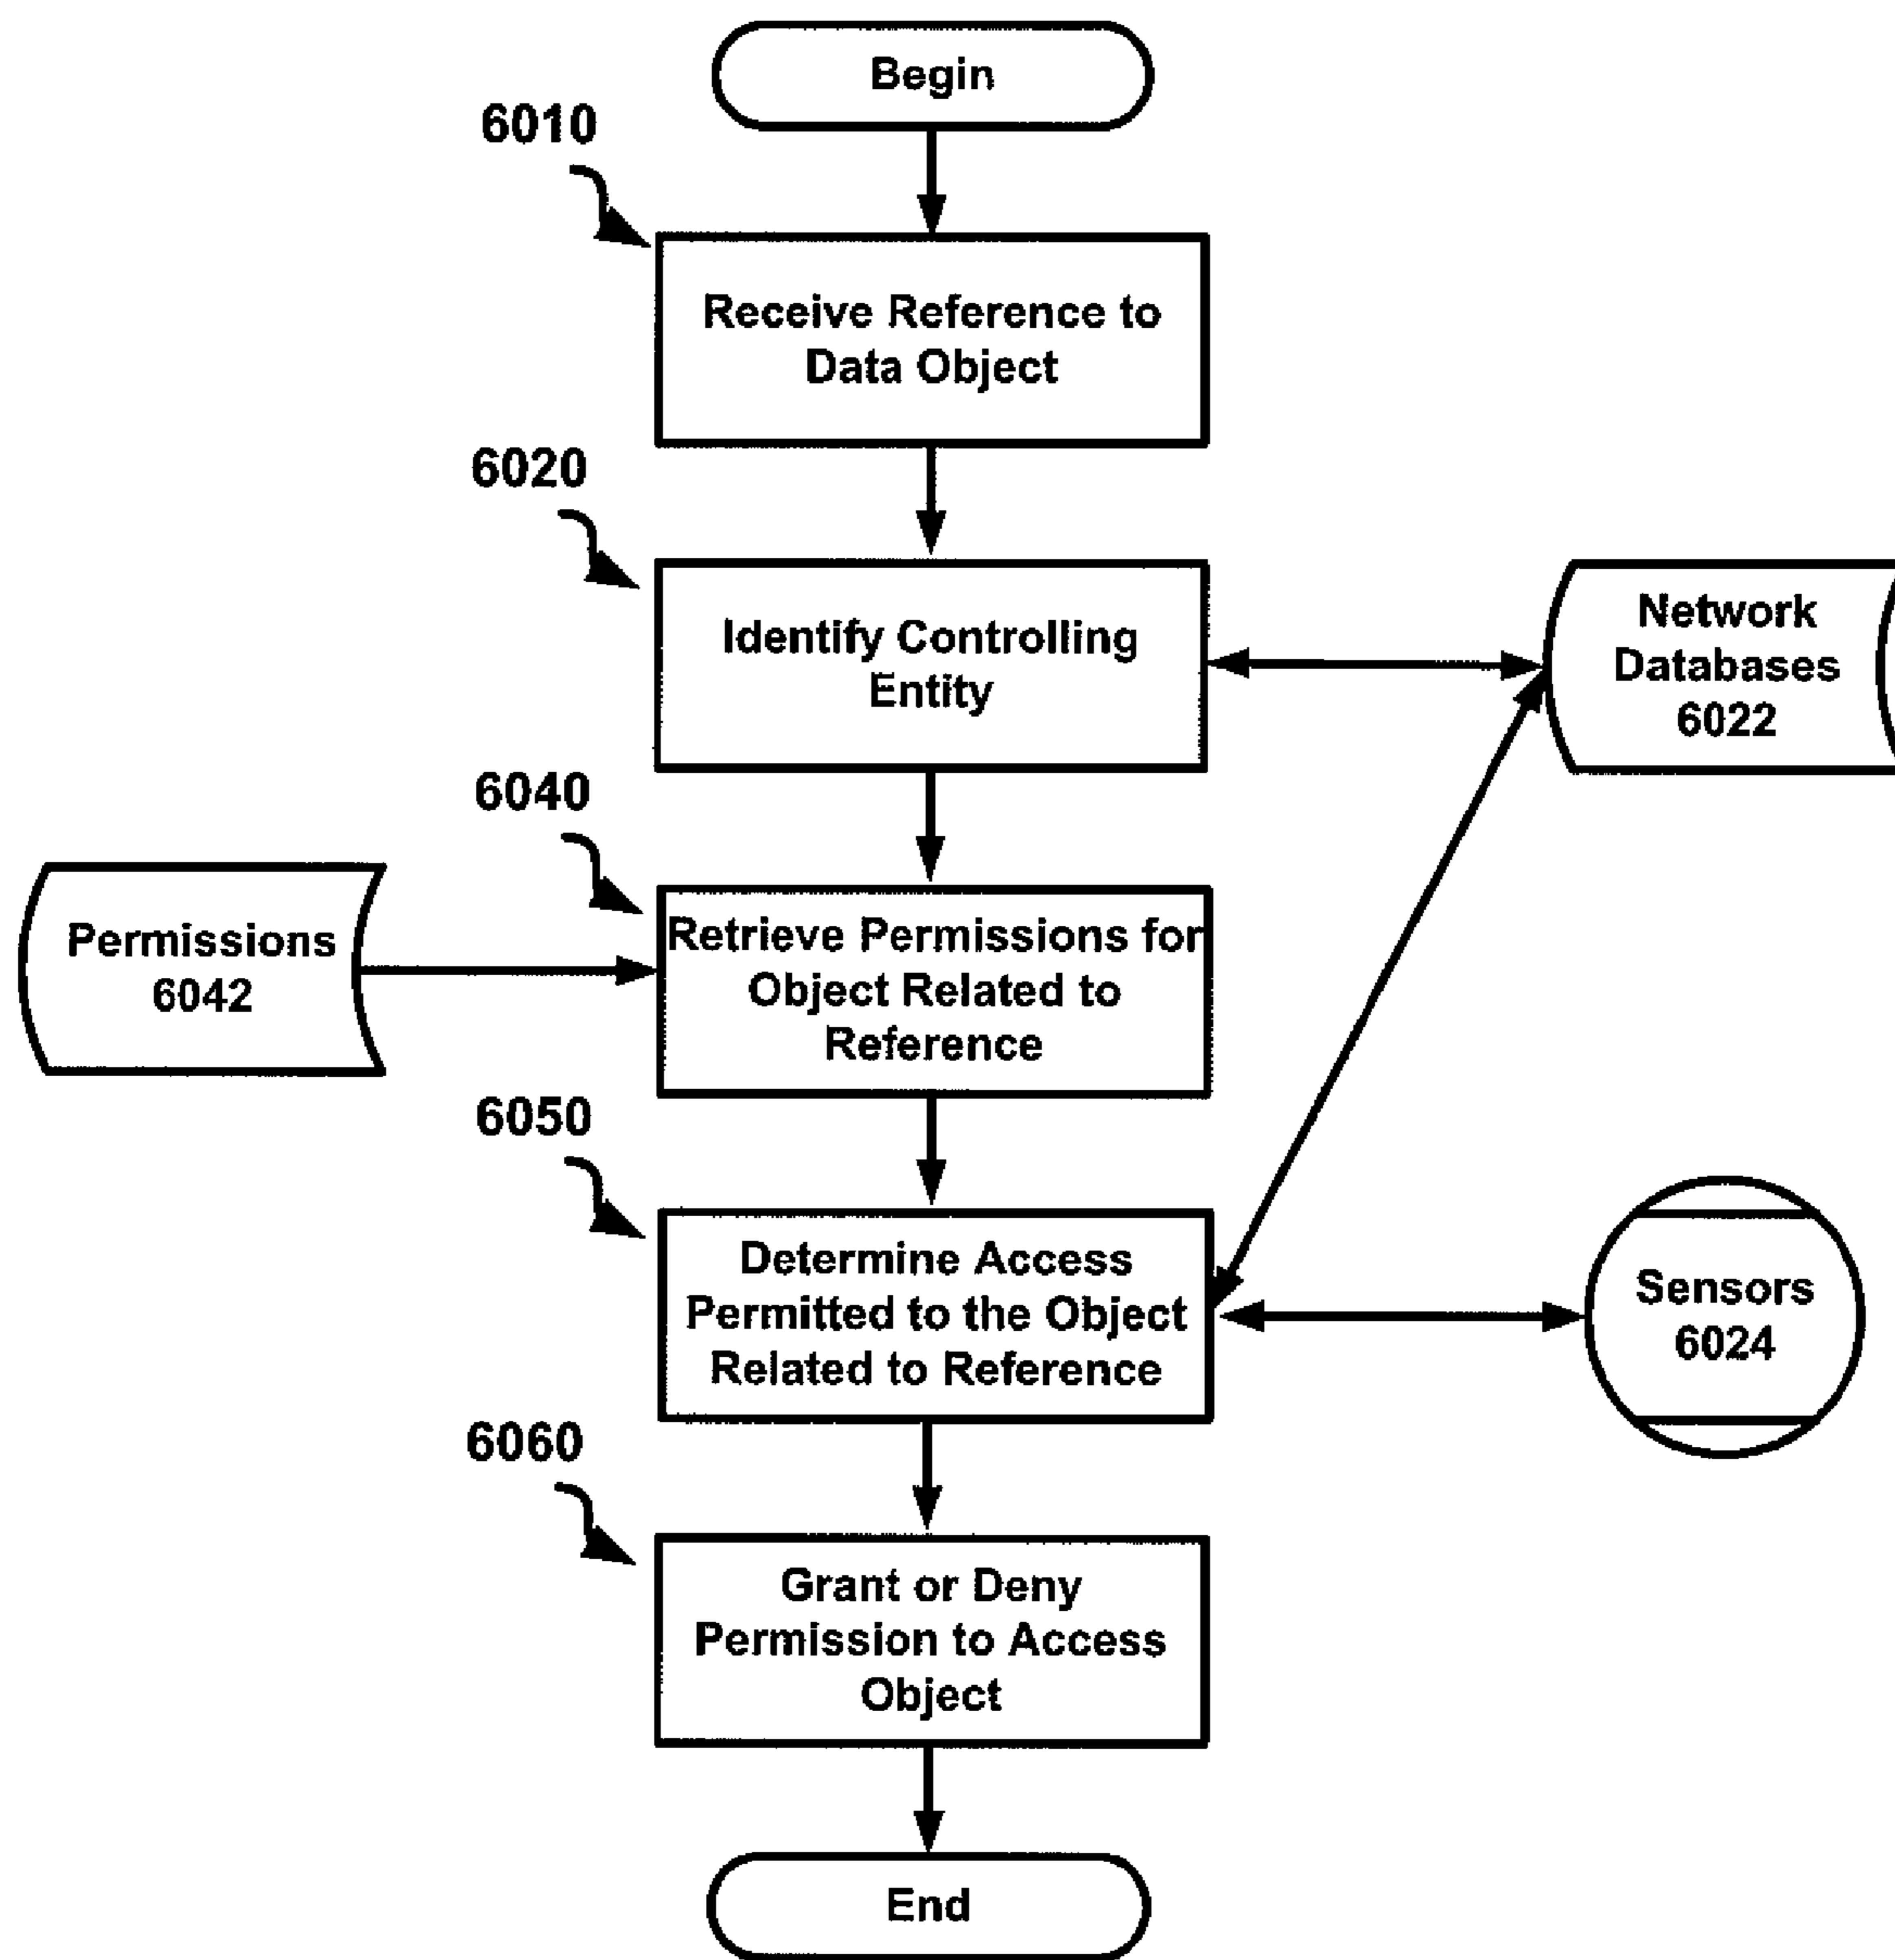 Begin
6010
Receive Reference to
Data Object
6020
Identify Controlling
Entity
Network
Databases
6022
6040
Permissions
6042
Retrieve Permissions for
Object Related to
Reference
6050
Determine Access
Permitted to the Object
Related to Reference
Sensors
6024
6060
Grant or Deny
Permission to Access
Object
End